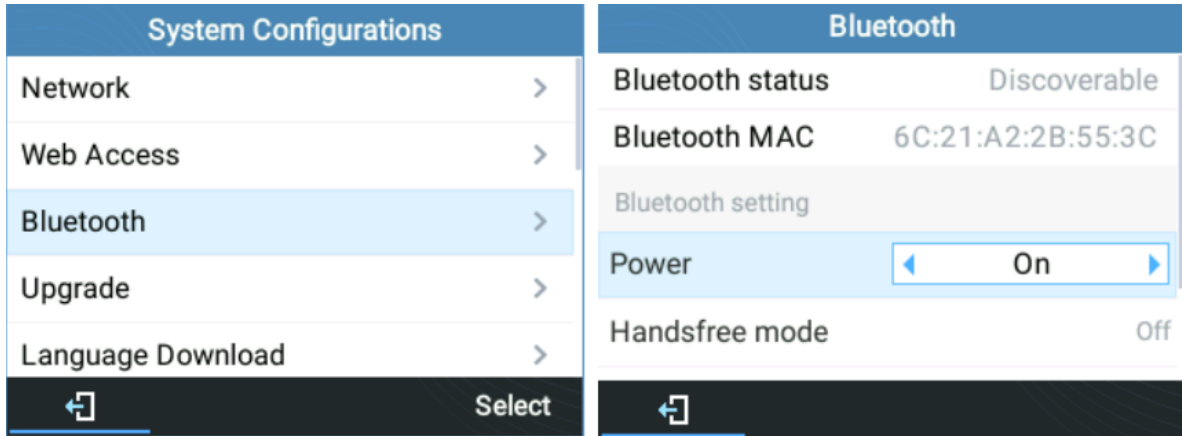 System Configurations
Network
Web Access
Bluetooth
Upgrade
Language Download
Select
Bluetooth
Bluetooth status Discoverable
Bluetooth MAC 6C:21:A2:2B:55:3C
Bluetooth setting
Power On
Handsfree mode Off